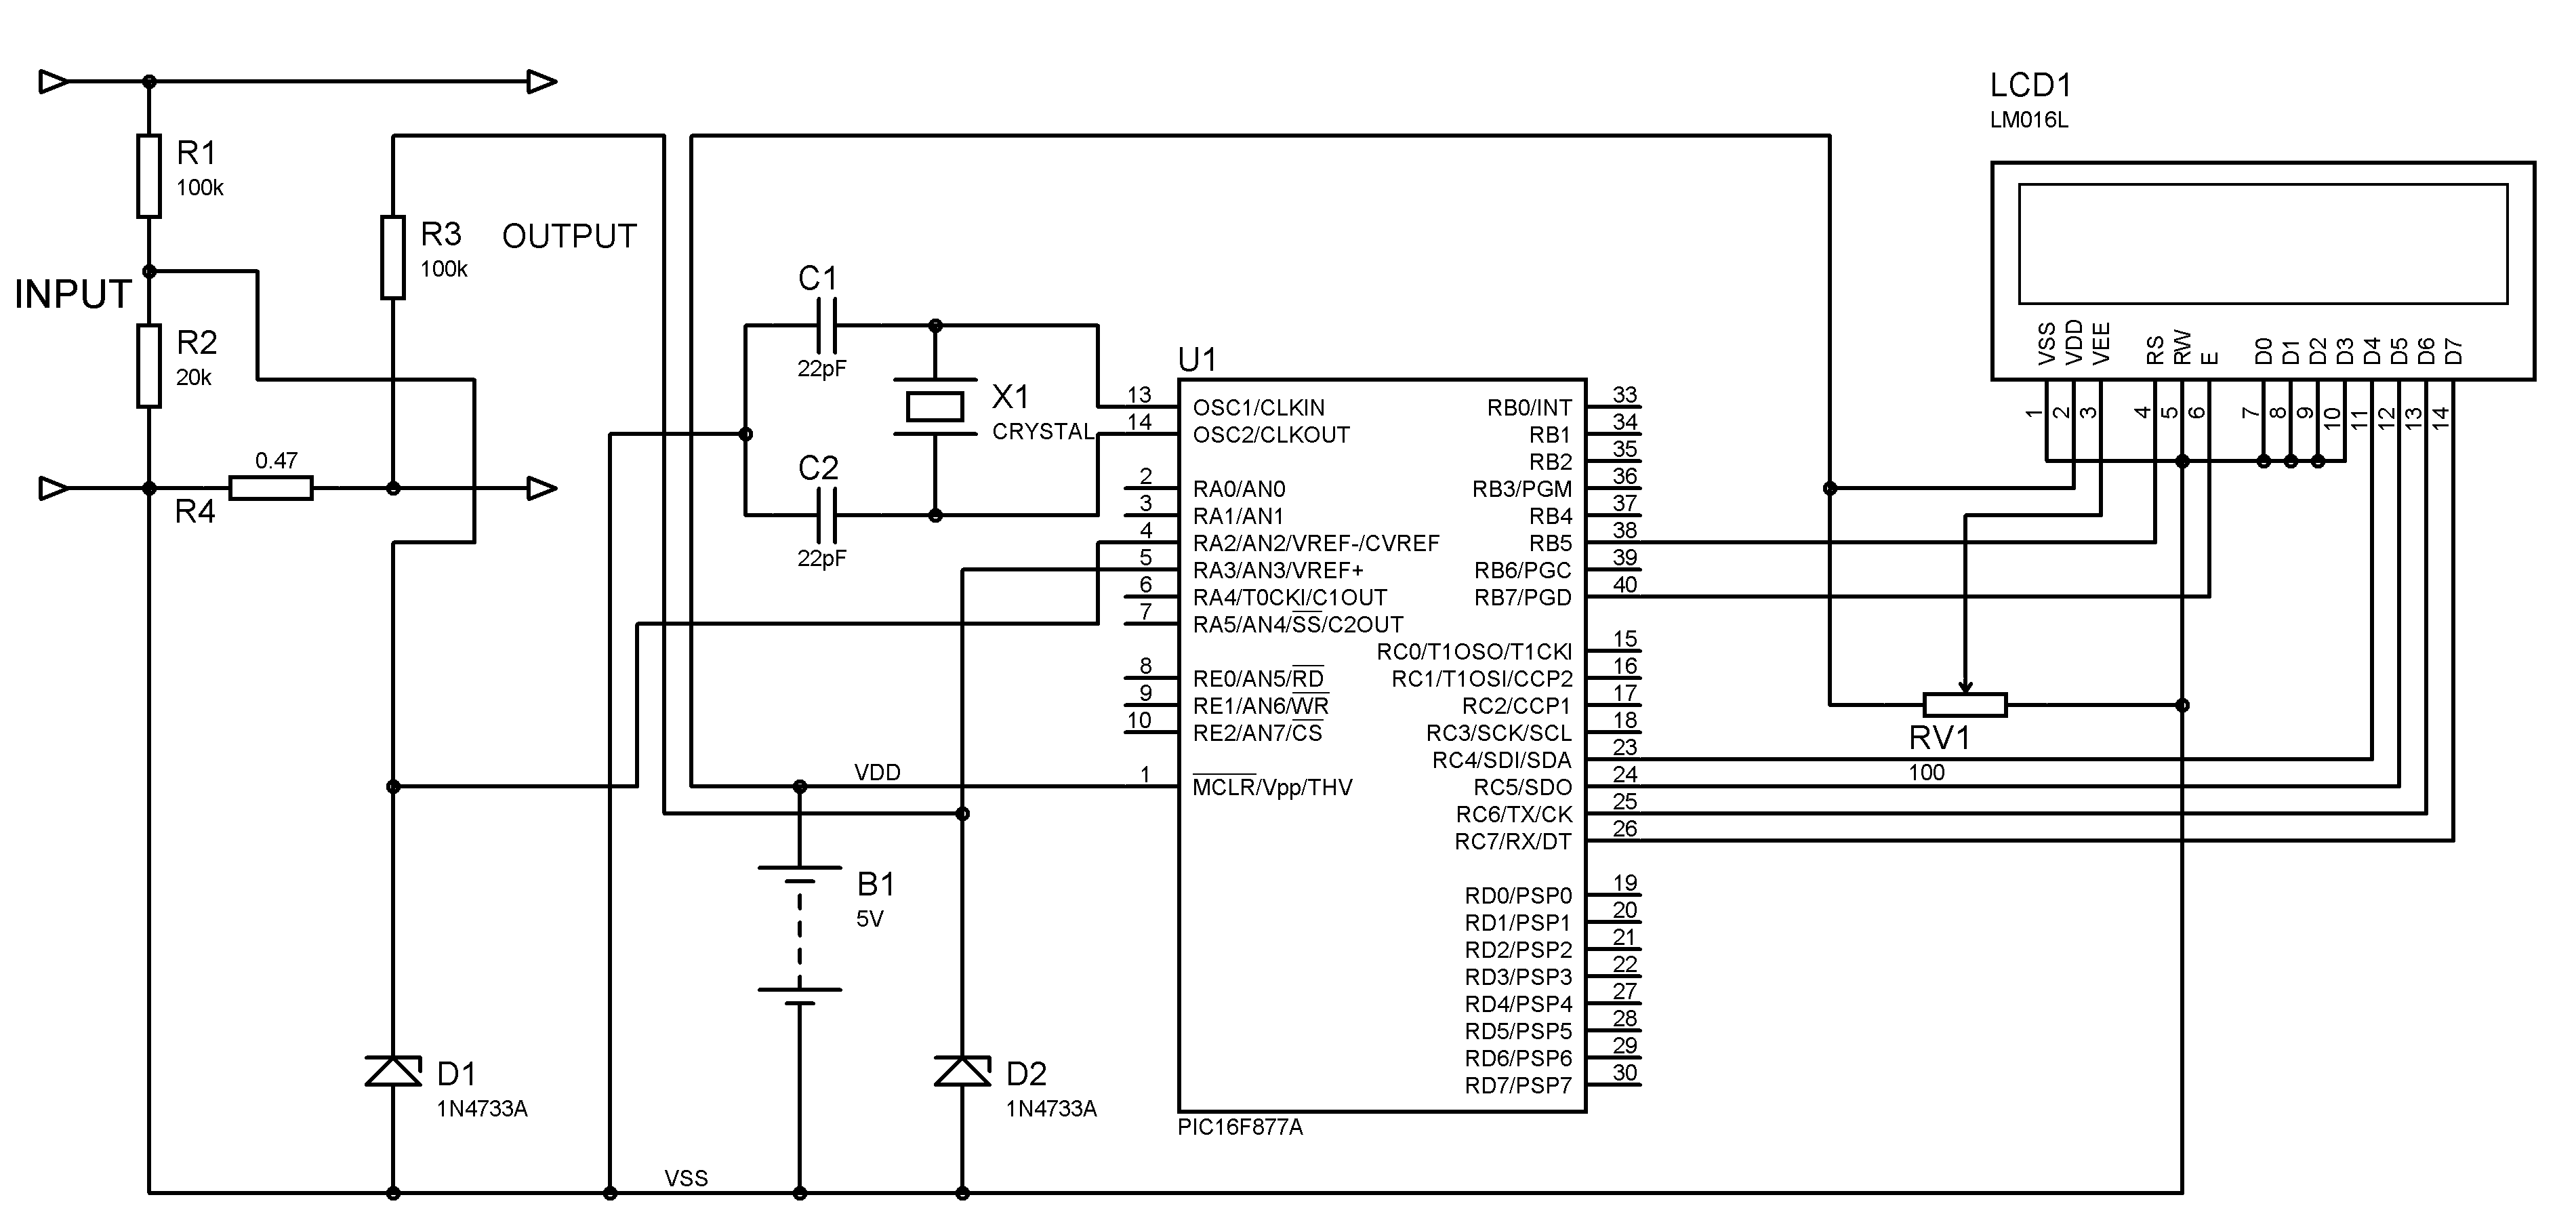 LCD1
LM016L
R1
100k
R3
100k
OUTPUT
INPUT
R2
20k
0.47
R4
C1
22pF
X1
CRYSTAL
C2
22pF
U1
13 OSC1/CLKIN
14 OSC2/CLKOUT
2 RA0/AN0
3 RA1/AN1
4 RA2/AN2/VREF-/CVREF
5 RA3/AN3/VREF+
6 RA4/T0CKI/C1OUT
7 RA5/AN4/SS/C2OUT
8 RE0/AN5/RD
9 RE1/AN6/WR
10 RE2/AN7/CS
1 MCLR/Vpp/THV
RB0/INT 33
RB1 34
RB2 35
RB3/PGM 36
RB4 37
RB5 38
RB6/PGC 39
RB7/PGD 40
RC0/T1OSO/T1CKI 15
RC1/T1OSI/CCP2 16
RC2/CCP1 17
RC3/SCK/SCL 18
RC4/SDI/SDA 23
RC5/SDO 24
RC6/TX/CK 25
RC7/RX/DT 26
RD0/PSP0 19
RD1/PSP1 20
RD2/PSP2 21
RD3/PSP3 22
RD4/PSP4 27
RD5/PSP5 28
RD6/PSP6 29
RD7/PSP7 30
PIC16F877A
VSS VDD VEE RS RW E D0 D1 D2 D3 D4 D5 D6 D7
1 2 3 4 5 6 7 8 9 10 11 12 13 14
RV1
100
VDD
B1
5V
D1
1N4733A
D2
1N4733A
VSS